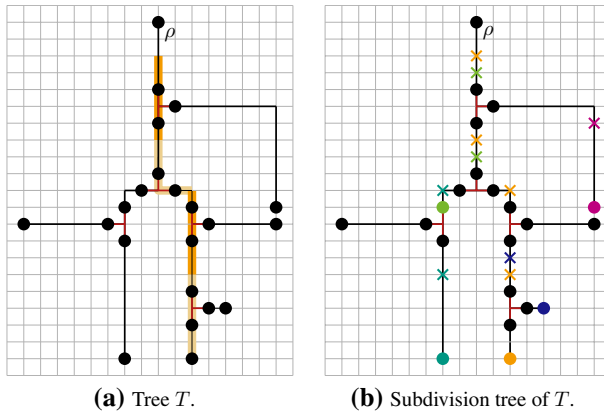 ρ
ρ
(a) Tree T.
(b) Subdivision tree of T.